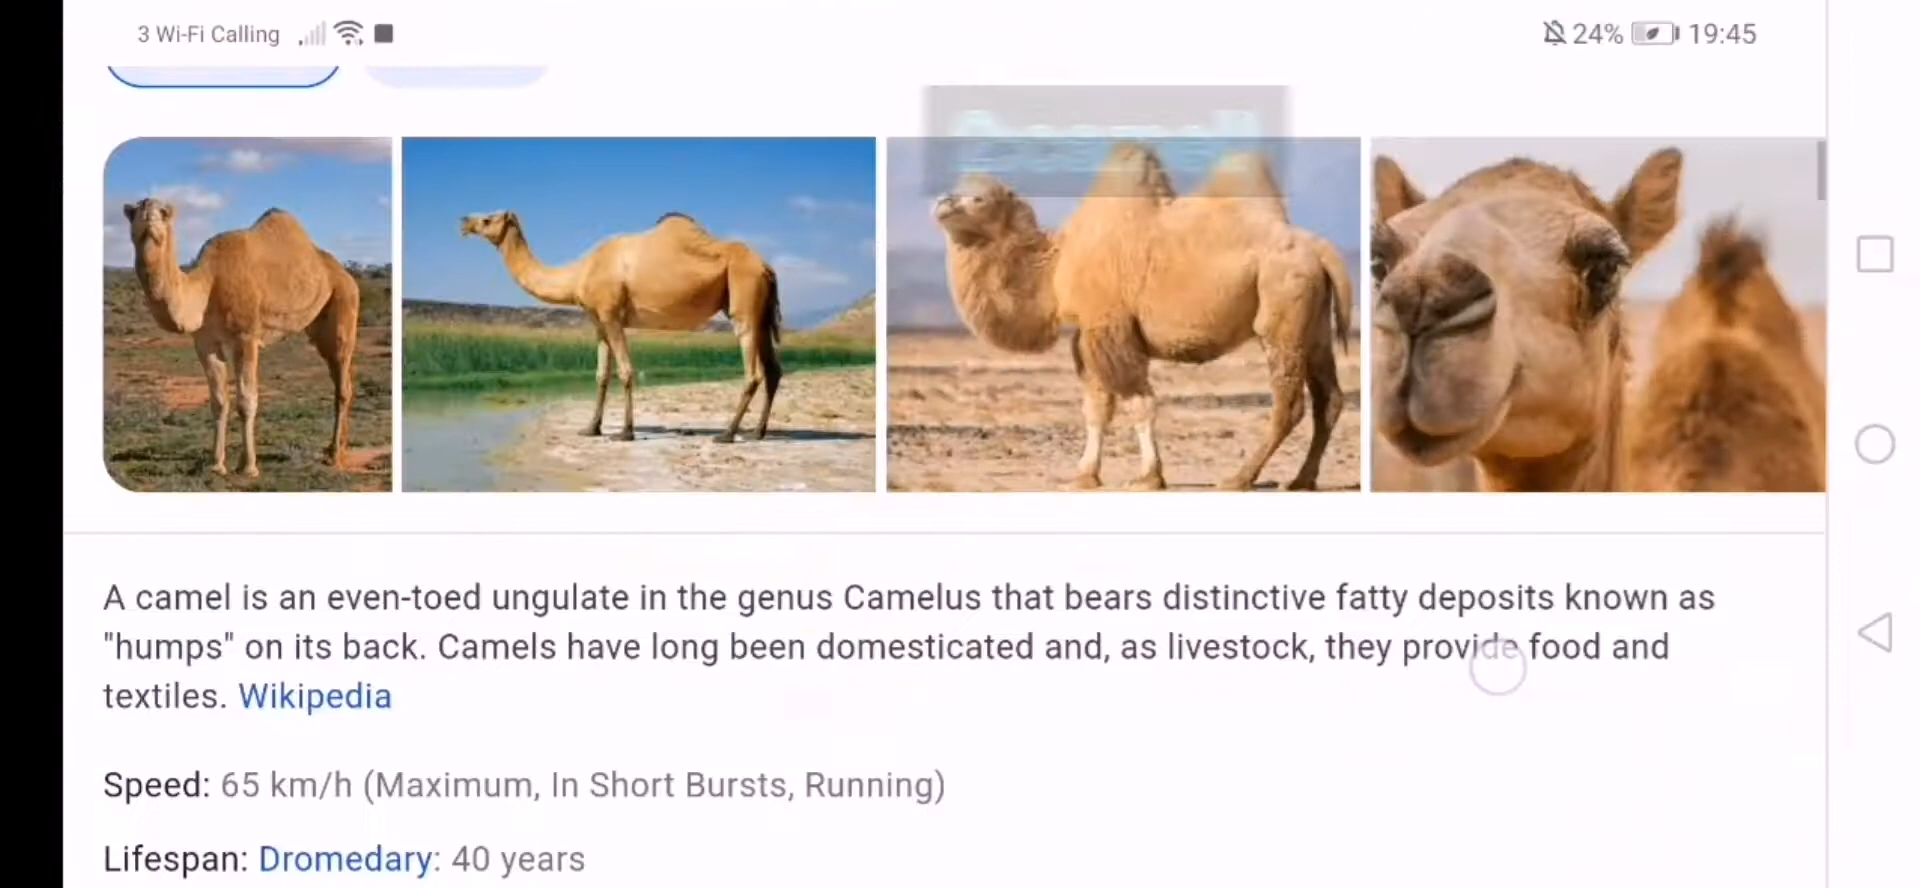 3 Wi-Fi Calling
24% 19:45
A camel is an even-toed ungulate in the genus Camelus that bears distinctive fatty deposits known as
"humps" on its back. Camels have long been domesticated and, as livestock, they provide food and
textiles. Wikipedia
Speed: 65 km/h (Maximum, In Short Bursts, Running)
Lifespan: Dromedary: 40 years